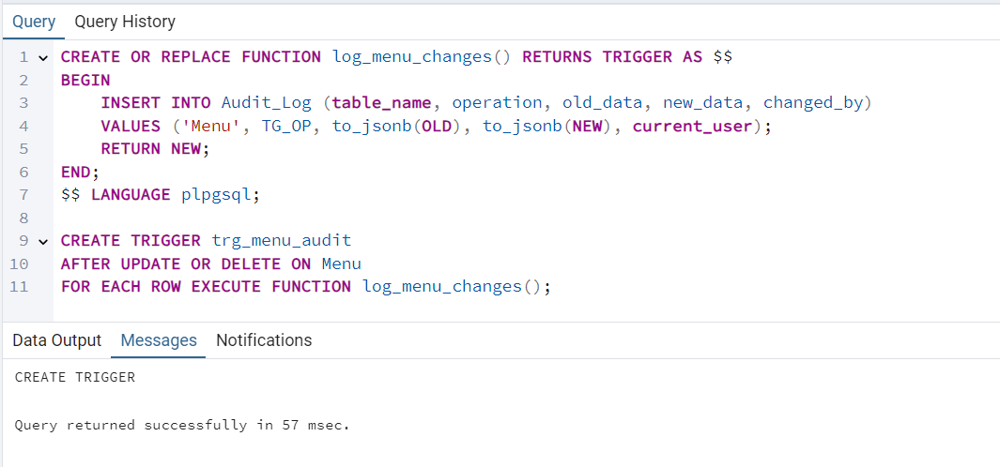 Query Query History
1 CREATE OR REPLACE FUNCTION log_menu_changes() RETURNS TRIGGER AS $$
2 BEGIN
3     INSERT INTO Audit_Log (table_name, operation, old_data, new_data, changed_by)
4     VALUES ('Menu', TG_OP, to_jsonb(OLD), to_jsonb(NEW), current_user);
5     RETURN NEW;
6 END;
7 $$ LANGUAGE plpgsql;
8
9 CREATE TRIGGER trg_menu_audit
10 AFTER UPDATE OR DELETE ON Menu
11 FOR EACH ROW EXECUTE FUNCTION log_menu_changes();
Data Output Messages Notifications
CREATE TRIGGER
Query returned successfully in 57 msec.